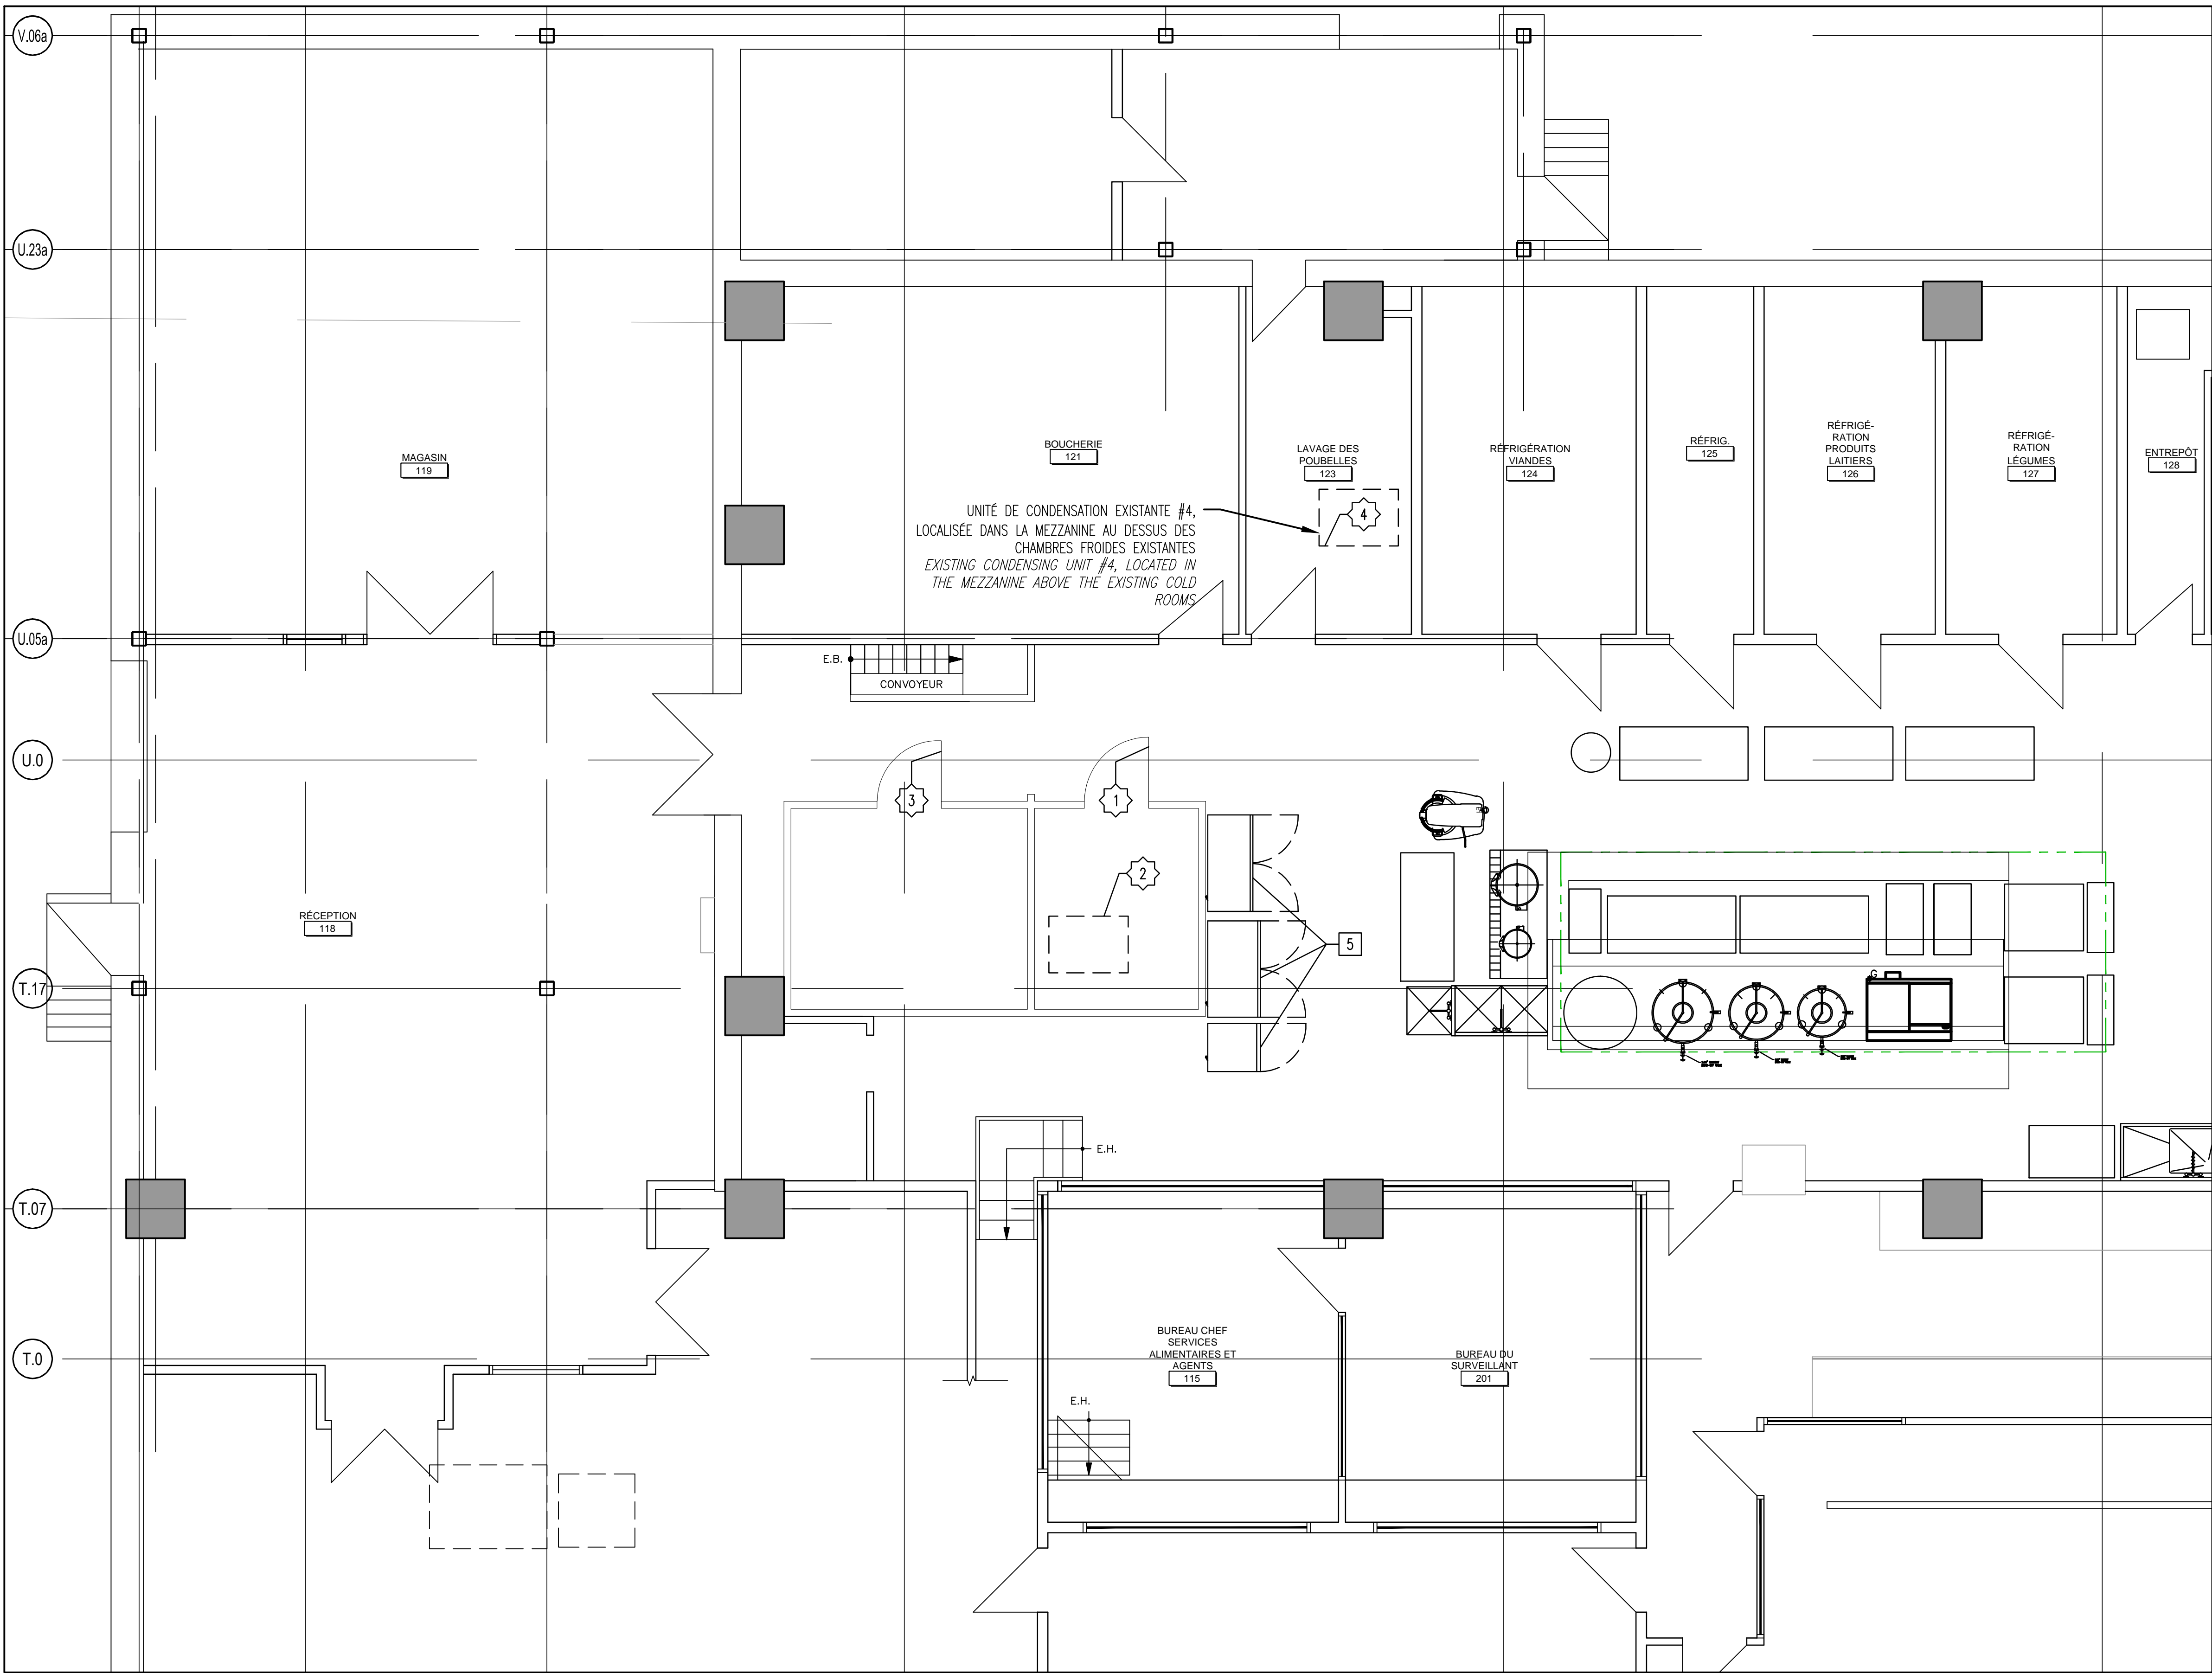 V.06a
U.23a
MAGASIN
119
BOUCHERIE
121
LAVAGE DES
POUBELLES
123
RÉFRIGÉRATION
VIANDES
124
RÉFRIG.
125
RÉFRIGÉ-
RATION
PRODUITS
LAITIERS
126
RÉFRIGÉ-
RATION
LÉGUMES
127
ENTREPÔT
128
UNITÉ DE CONDENSATION EXISTANTE #4,
LOCALISÉE DANS LA MEZZANINE AU DESSUS DES
CHAMBRES FROIDES EXISTANTES
EXISTING CONDENSING UNIT #4, LOCATED IN
THE MEZZANINE ABOVE THE EXISTING COLD
ROOMS
4
U.05a
E.B.
CONVOYEUR
U.0
3
1
2
RÉCEPTION
118
5
T.17
G
E.H.
T.07
T.0
BUREAU CHEF
SERVICES
ALIMENTAIRES ET
AGENTS
115
BUREAU DU
SURVEILLANT
201
E.H.